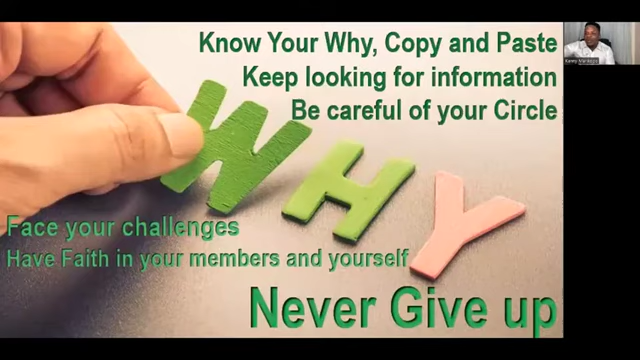 Know Your Why, Copy and Paste
Keep looking for information
Be careful of your Circle
WHY
Face your challenges
Have Faith in your members and yourself
Never Give up